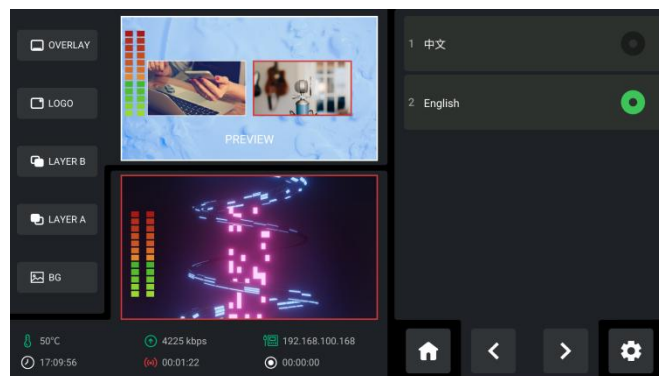 OVERLAY
LOGO
LAYER B
LAYER A
BG
PREVIEW
1 中文
2 English
50°C
4225 kbps
192.168.100.168
17:09:56
00:01:22
00:00:00